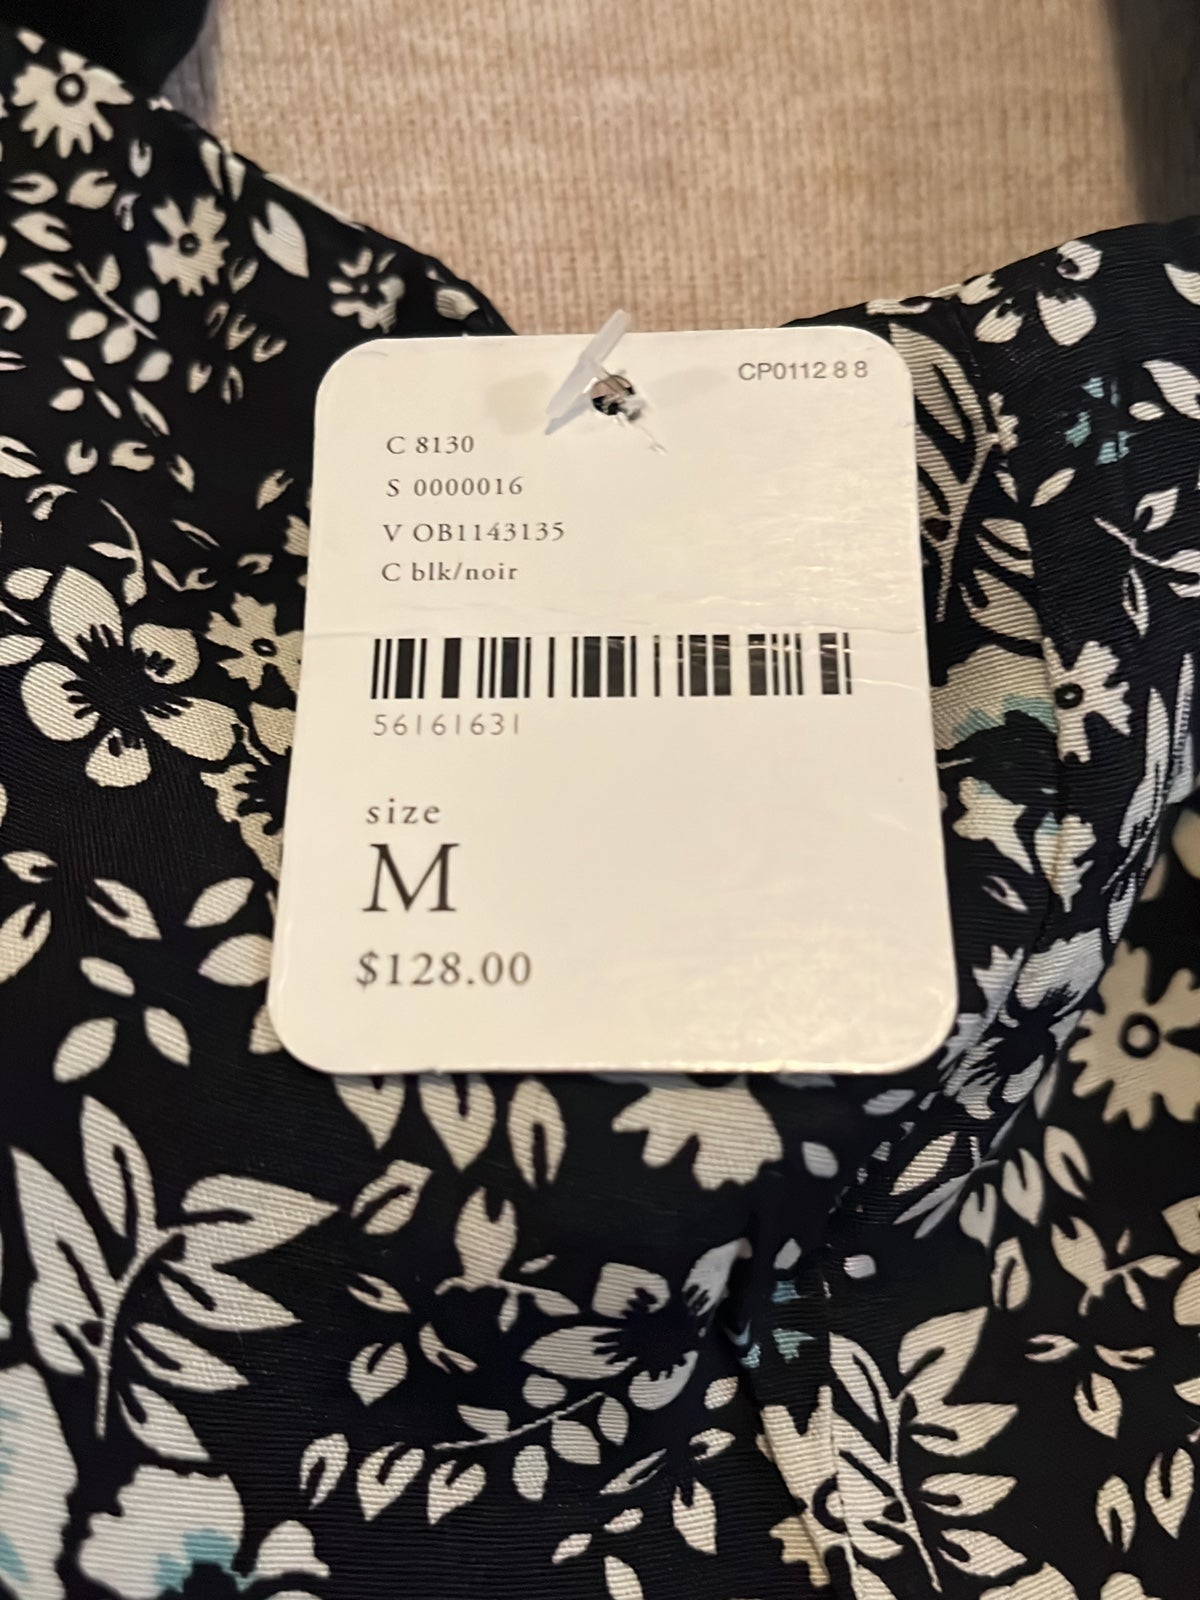 CP0112 8 8
C 8130
S 0000016
V OB1143135
C blk/noir
56161631
size
M
$128.00